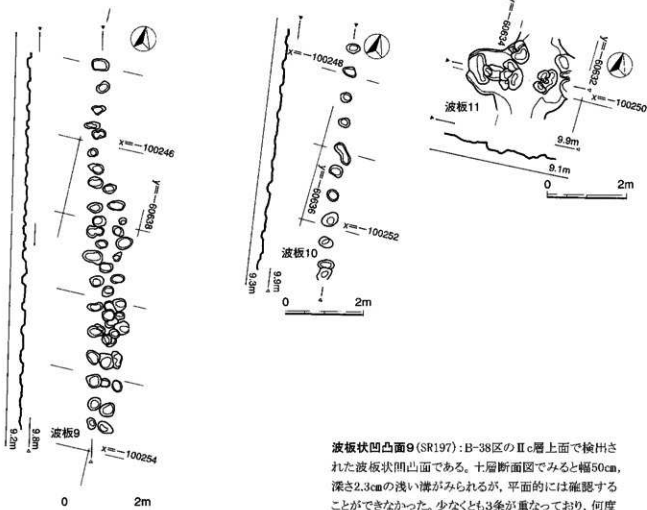 x=-100246
y=-60638
波板9
x=-100254
9.2m
9.8m
0 2m
x=-100248
y=-60636
x=-100252
波板10
9.3m
9.9m
0 2m
y=-60634
y=-60632
x=-100250
波板11
9.9m
9.1m
0 2m
波板状凹凸面9(SR197):B-38区のⅡc層上面で検出さ
れた波板状凹凸面である。土層断面図でみると幅50cm,
深さ2,3cmの浅い溝がみられるが,平面的には確認する
ことができなかった。少なくとも3条が重なっており,何度